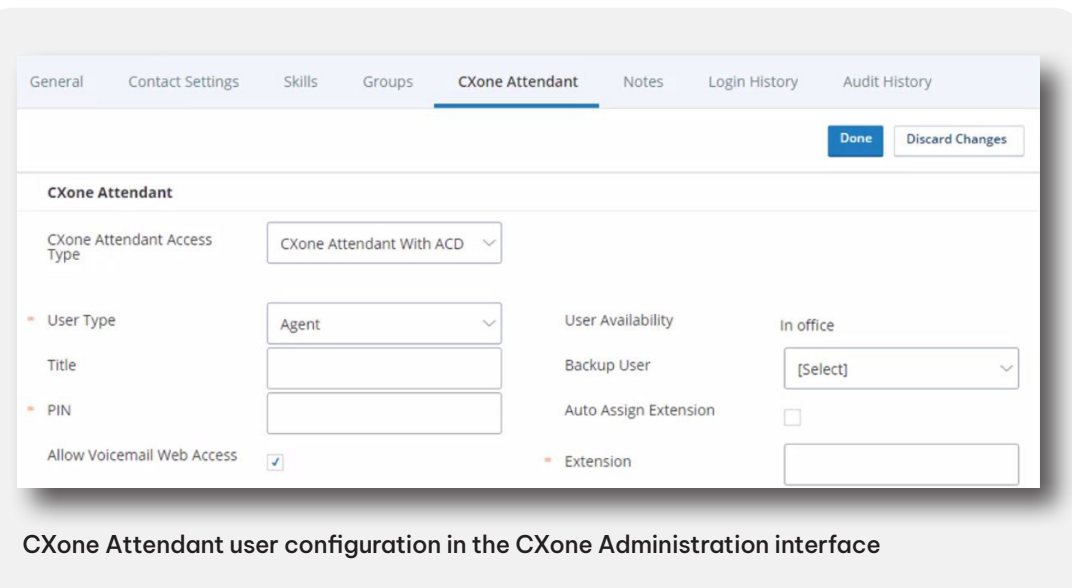 General Contact Settings Skills Groups CXone Attendant Notes Login History Audit History
Done Discard Changes
CXone Attendant
CXone Attendant Access
Type
CXone Attendant With ACD
* User Type Agent User Availability In office
Title Backup User [Select]
* PIN Auto Assign Extension
Allow Voicemail Web Access * Extension
CXone Attendant user configuration in the CXone Administration interface